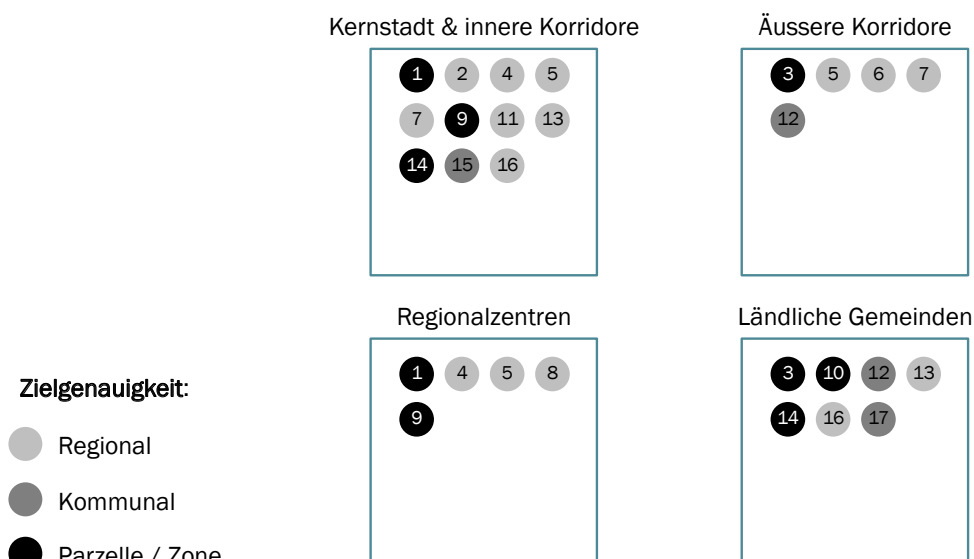 Kernstadt & innere Korridore
1 2 4 5
7 9 11 13
14 15 16
Äussere Korridore
3 5 6 7
12
Regionalzentren
1 4 5 8
9
Ländliche Gemeinden
3 10 12 13
14 16 17
Zielgenauigkeit:
Regional
Kommunal
Parzelle / Zone